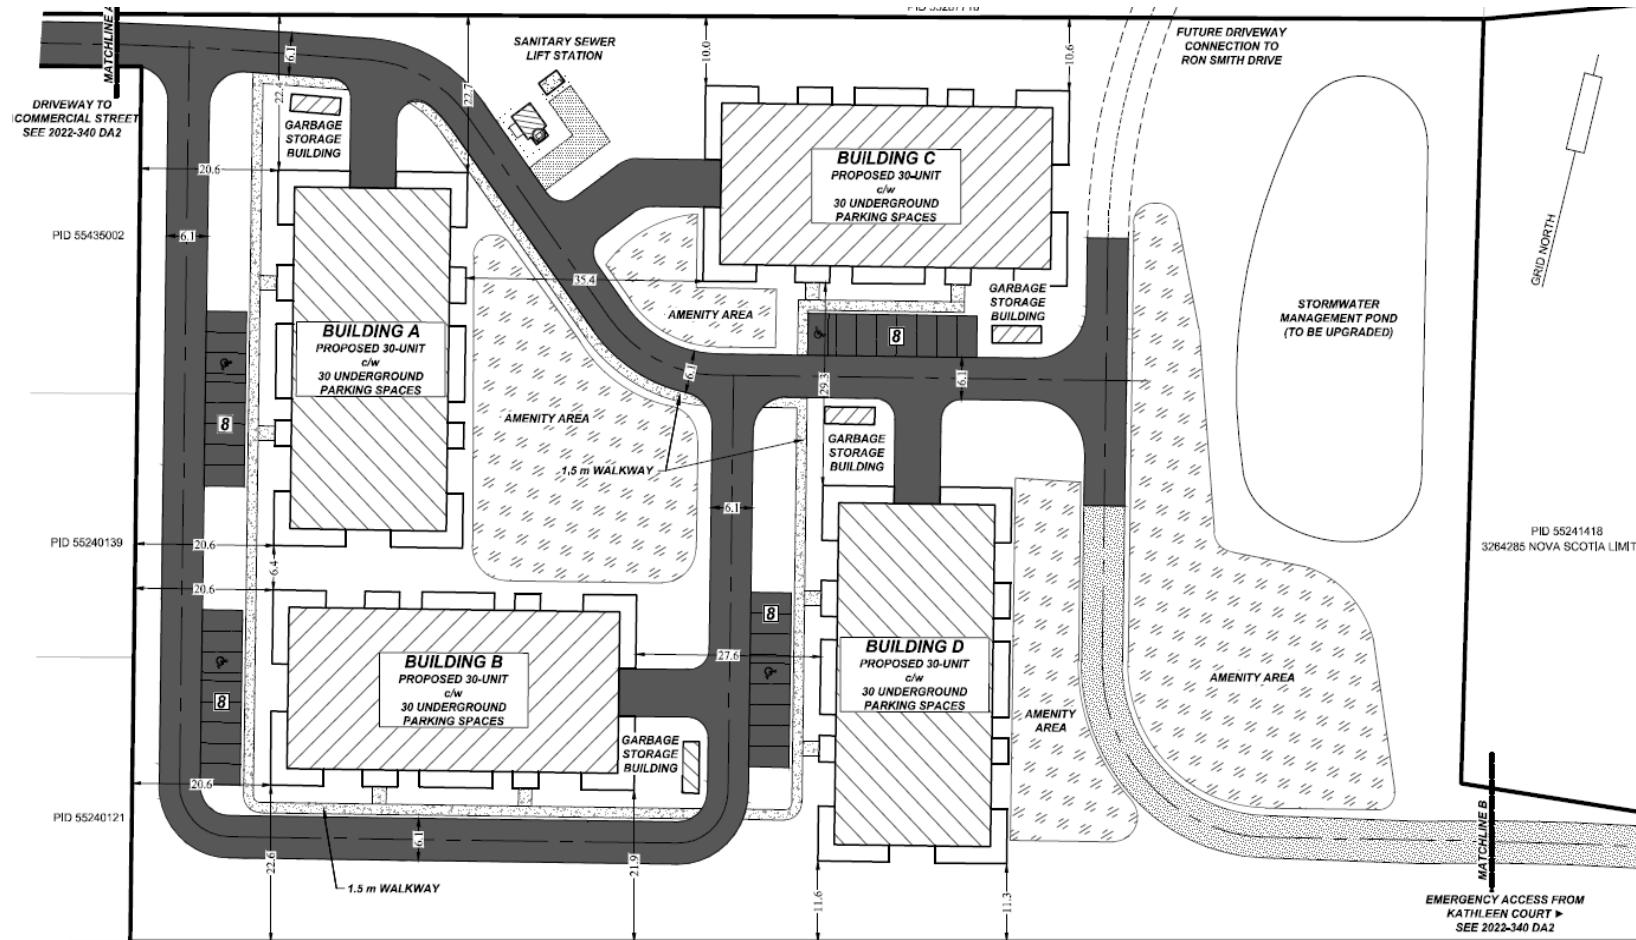 MATCHLINE A
DRIVEWAY TO
COMMERCIAL STREET
SEE 2022-340 DA2
6.1
22.4
22.7
SANITARY SEWER
LIFT STATION
10.0
10.6
FUTURE DRIVEWAY
CONNECTION TO
RON SMITH DRIVE
GARBAGE
STORAGE
BUILDING
20.6
PID 55435002
6.1
BUILDING C
PROPOSED 30-UNIT
c/w
30 UNDERGROUND
PARKING SPACES
GRID NORTH
35.4
AMENITY AREA
GARBAGE
STORAGE
BUILDING
8
STORMWATER
MANAGEMENT POND
(TO BE UPGRADED)
BUILDING A
PROPOSED 30-UNIT
c/w
30 UNDERGROUND
PARKING SPACES
8
6.1
29.3
6.1
AMENITY AREA
1.5 m WALKWAY
GARBAGE
STORAGE
BUILDING
6.1
PID 55240139
20.6
6.4
20.6
PID 55241418
3264285 NOVA SCOTIA LIMIT
8
BUILDING B
PROPOSED 30-UNIT
c/w
30 UNDERGROUND
PARKING SPACES
8
27.6
BUILDING D
PROPOSED 30-UNIT
c/w
30 UNDERGROUND
PARKING SPACES
AMENITY AREA
AMENITY
AREA
GARBAGE
STORAGE
BUILDING
20.6
PID 55240121
6.1
22.6
21.9
1.5 m WALKWAY
11.6
11.3
MATCHLINE B
EMERGENCY ACCESS FROM
KATHLEEN COURT ►
SEE 2022-340 DA2